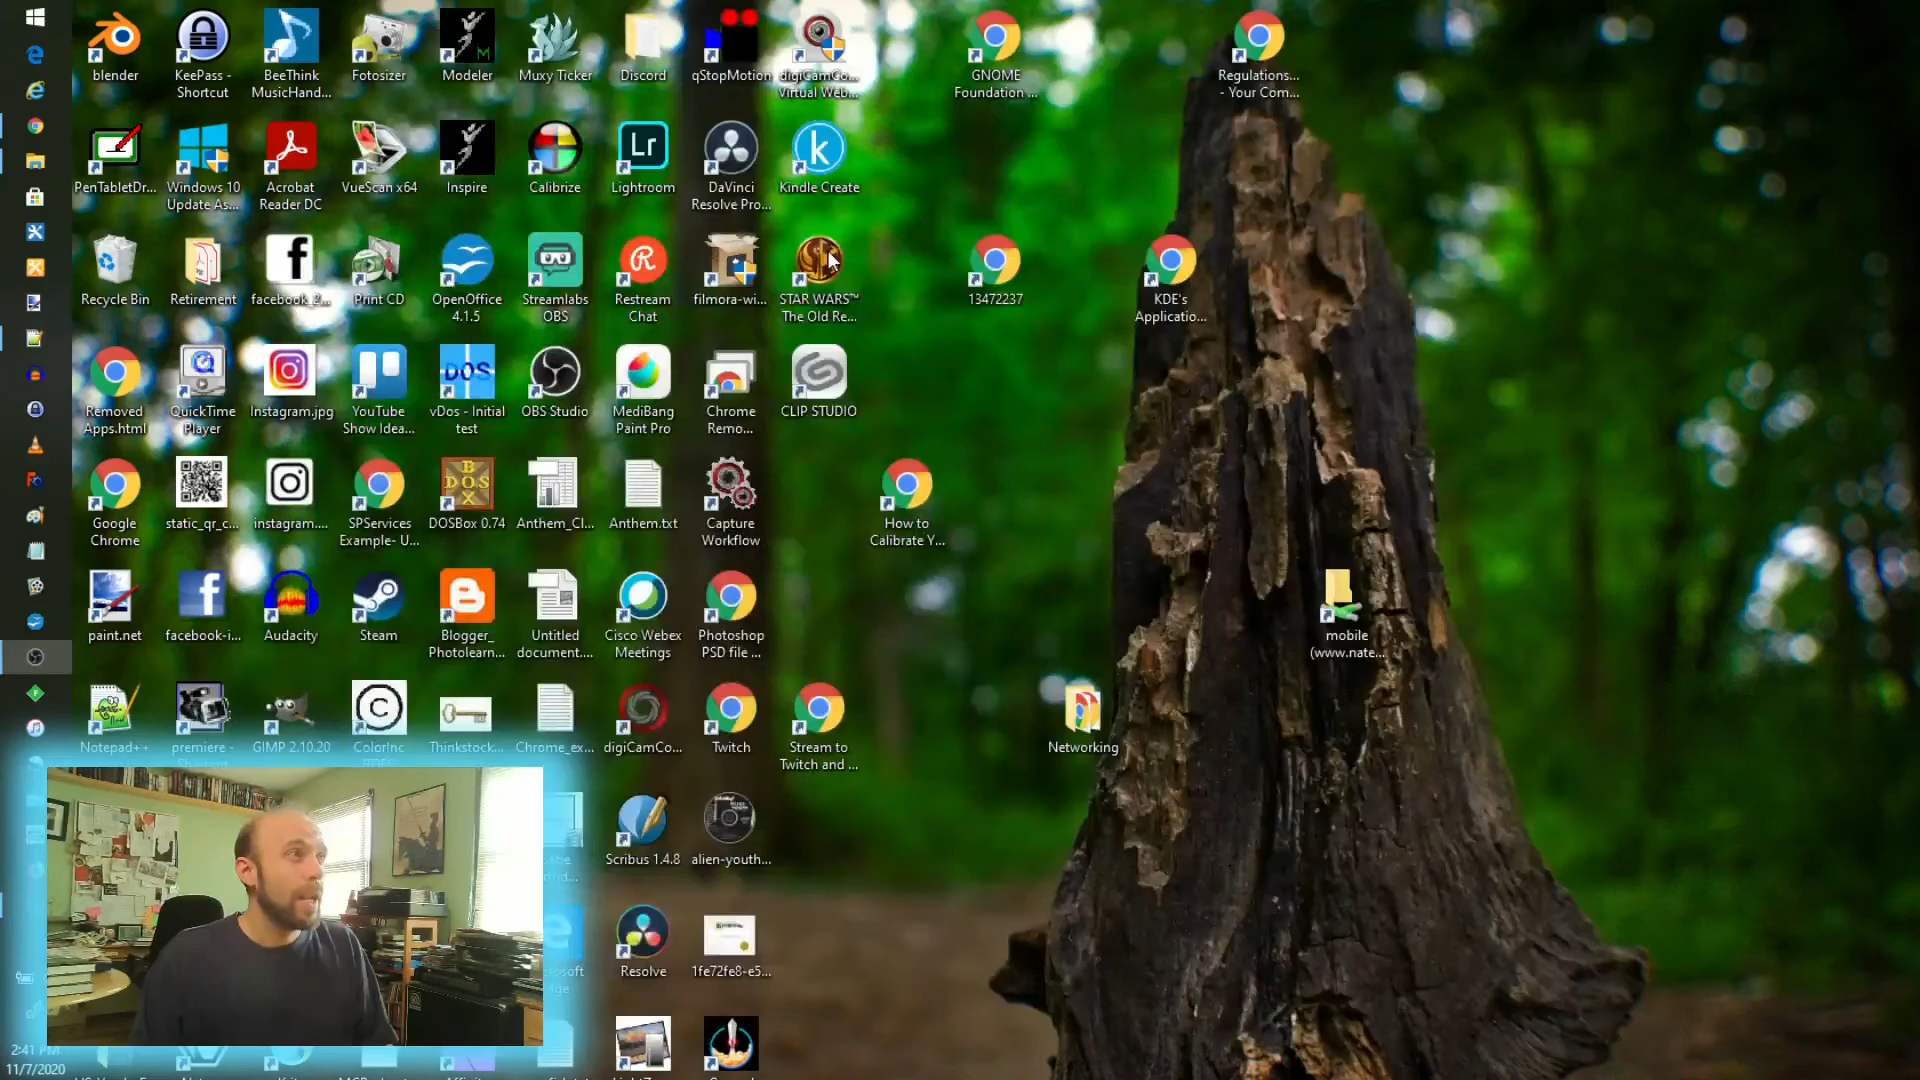 blender
KeePass -
Shortcut
BeeThink
MusicHand...
Fotosizer
Modeler
Muxy Ticker
Discord
qStopMotion
digiCamCo...
Virtual Web...
GNOME
Foundation ...
Regulations...
- Your Com...
PenTabletDr...
Windows 10
Update As...
Acrobat
Reader DC
VueScan x64
Inspire
Calibrize
Lr
Lightroom
DaVinci
Resolve Pro...
k
Kindle Create
Recycle Bin
Retirement
facebook-2...
Print CD
OpenOffice
4.1.5
Streamlabs
OBS
Restream
Chat
filmora-wi...
STAR WARS™
The Old Re...
13472237
KDE's
Applicatio...
Removed
Apps.html
QuickTime
Player
Instagram.jpg
YouTube
Show Idea...
DOS
vDos - Initial
test
OBS Studio
MediBang
Paint Pro
Chrome
Remo...
CLIP STUDIO
Google
Chrome
static_qr_c...
instagram....
SPServices
Example- U...
DOSBox 0.74
Anthem_Cl...
Anthem.txt
Capture
Workflow
How to
Calibrate Y...
paint.net
facebook-i...
Audacity
Steam
Blogger_
Photolearn...
Untitled
document....
Cisco Webex
Meetings
Photoshop
PSD file ...
mobile
(www.nate...
Notepad++
premiere -
GIMP 2.10.20
ColorInc
Thinkstock...
Chrome_ex...
digiCamCo...
Twitch
Stream to
Twitch and ...
Networking
Scribus 1.4.8
alien-youth...
Resolve
1fe72fe8-e5...
2:41 PM
11/7/2020